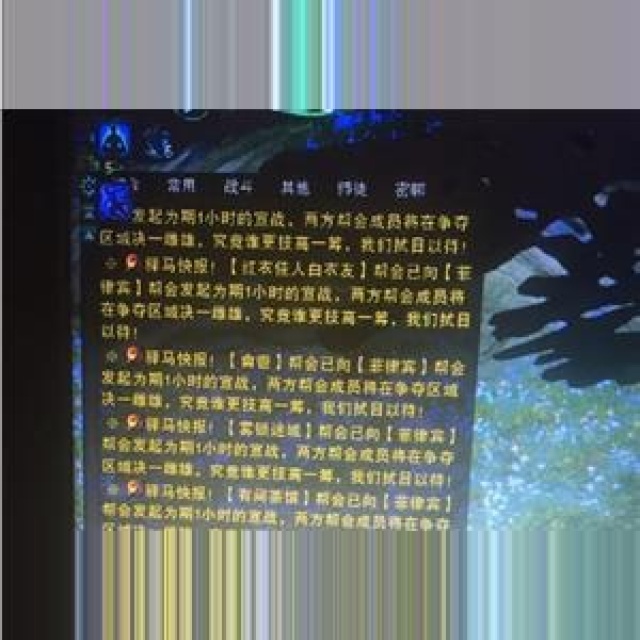 常用 战斗 其他 师徒 密聊
发起为期1小时的宣战，两方帮会成员将在争夺
区域决一雌雄，究竟谁更技高一筹，我们拭目以待！
驿马快报！【红衣佳人白衣友】帮会已向【菲
律宾】帮会发起为期1小时的宣战，两方帮会成员将
在争夺区域决一雌雄，究竟谁更技高一筹，我们拭目
以待！
驿马快报！【幽冥】帮会已向【菲律宾】帮会
发起为期1小时的宣战，两方帮会成员将在争夺区域
决一雌雄，究竟谁更技高一筹，我们拭目以待！
驿马快报！【雾锁迷城】帮会已向【菲律宾】
帮会发起为期1小时的宣战，两方帮会成员将在争夺
区域决一雌雄，究竟谁更技高一筹，我们拭目以待！
驿马快报！【有间茶馆】帮会已向【菲律宾】
帮会发起为期1小时的宣战，两方帮会成员将在争夺